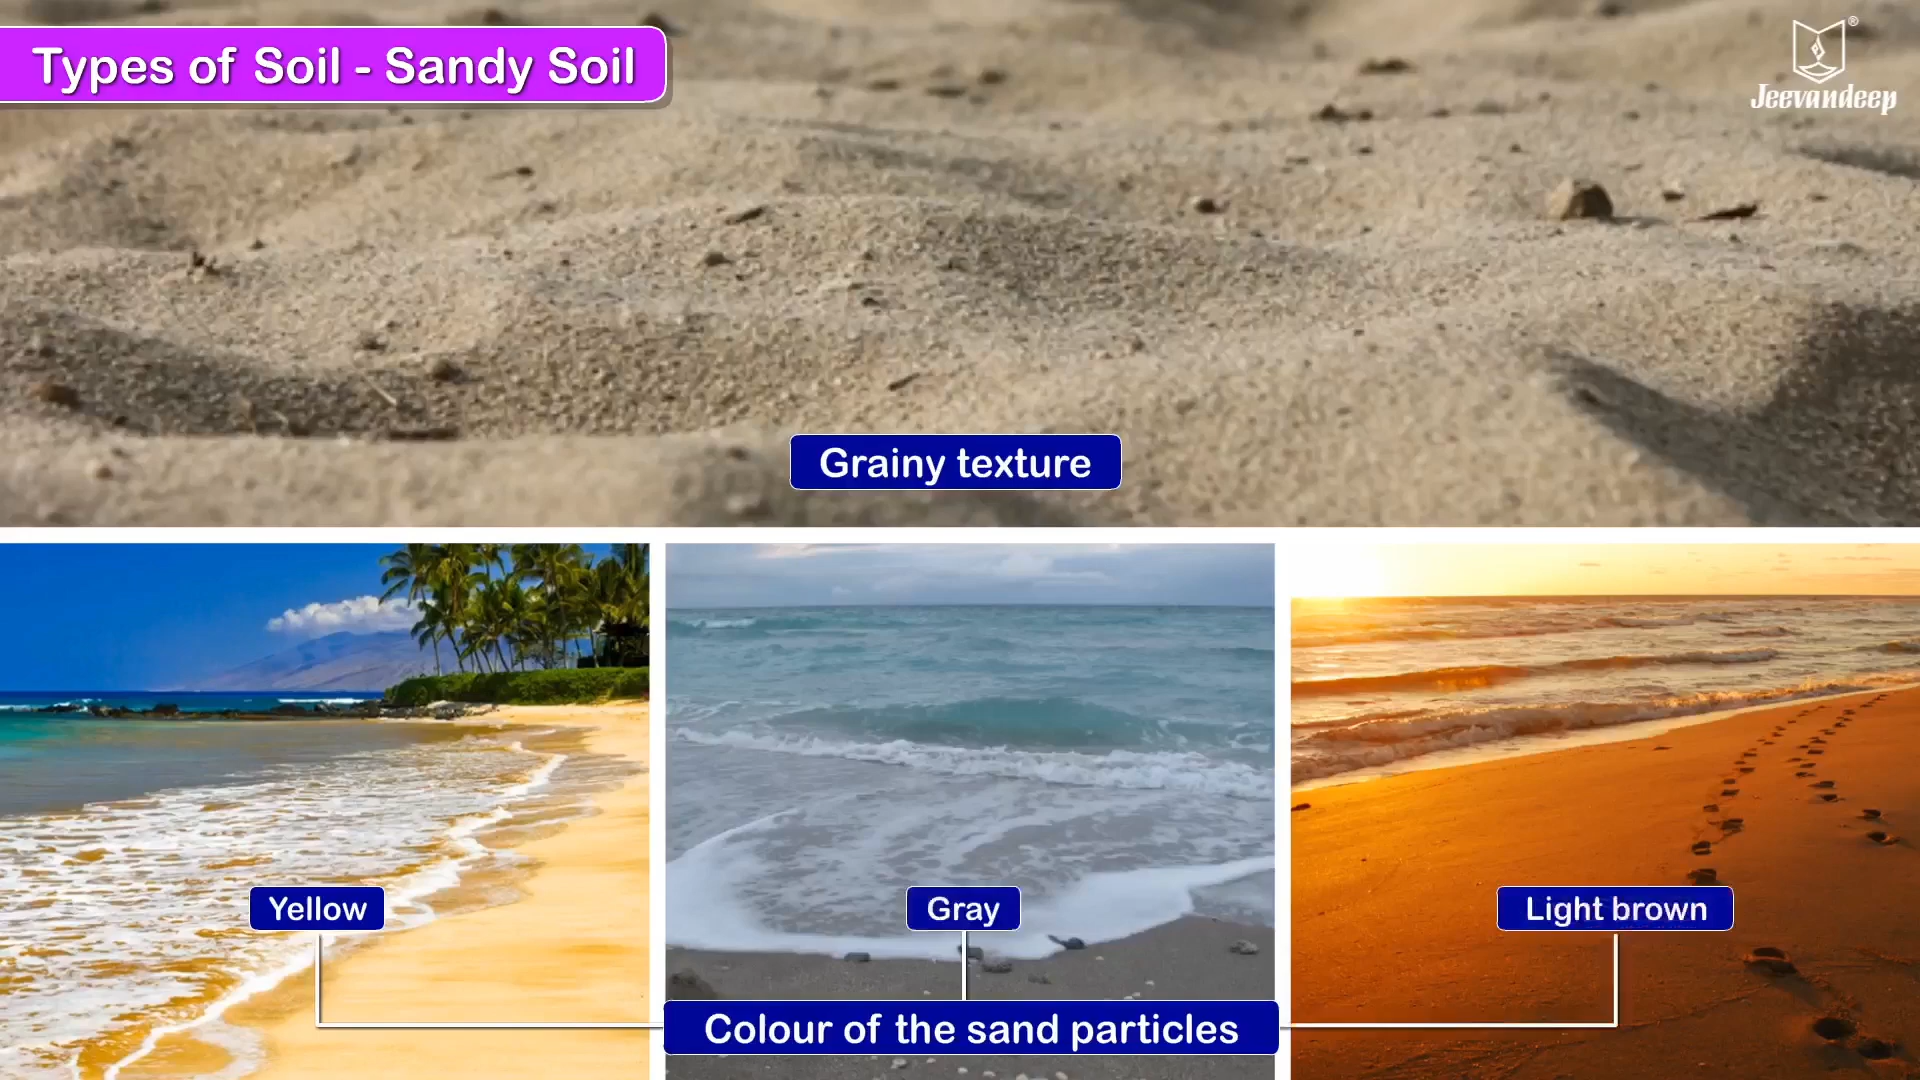 Types of Soil - Sandy Soil
®
Jeevandeep
Grainy texture
Yellow
Gray
Light brown
Colour of the sand particles